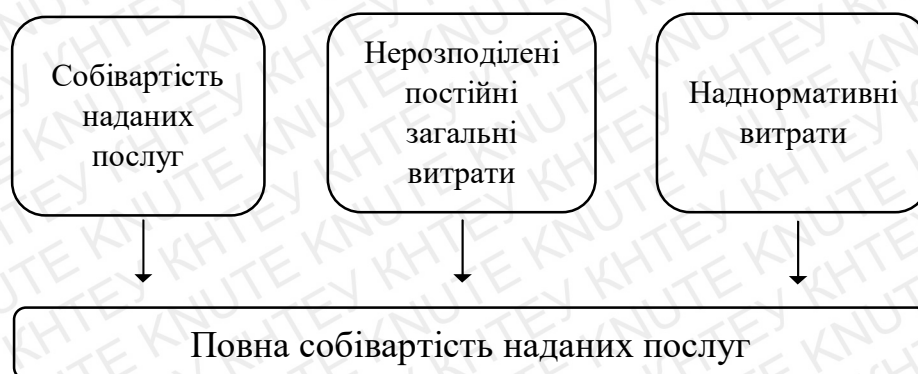 Собівартість
наданих
послуг
Нерозподілені
постійні
загальні
витрати
Наднормативні
витрати
Повна собівартість наданих послуг